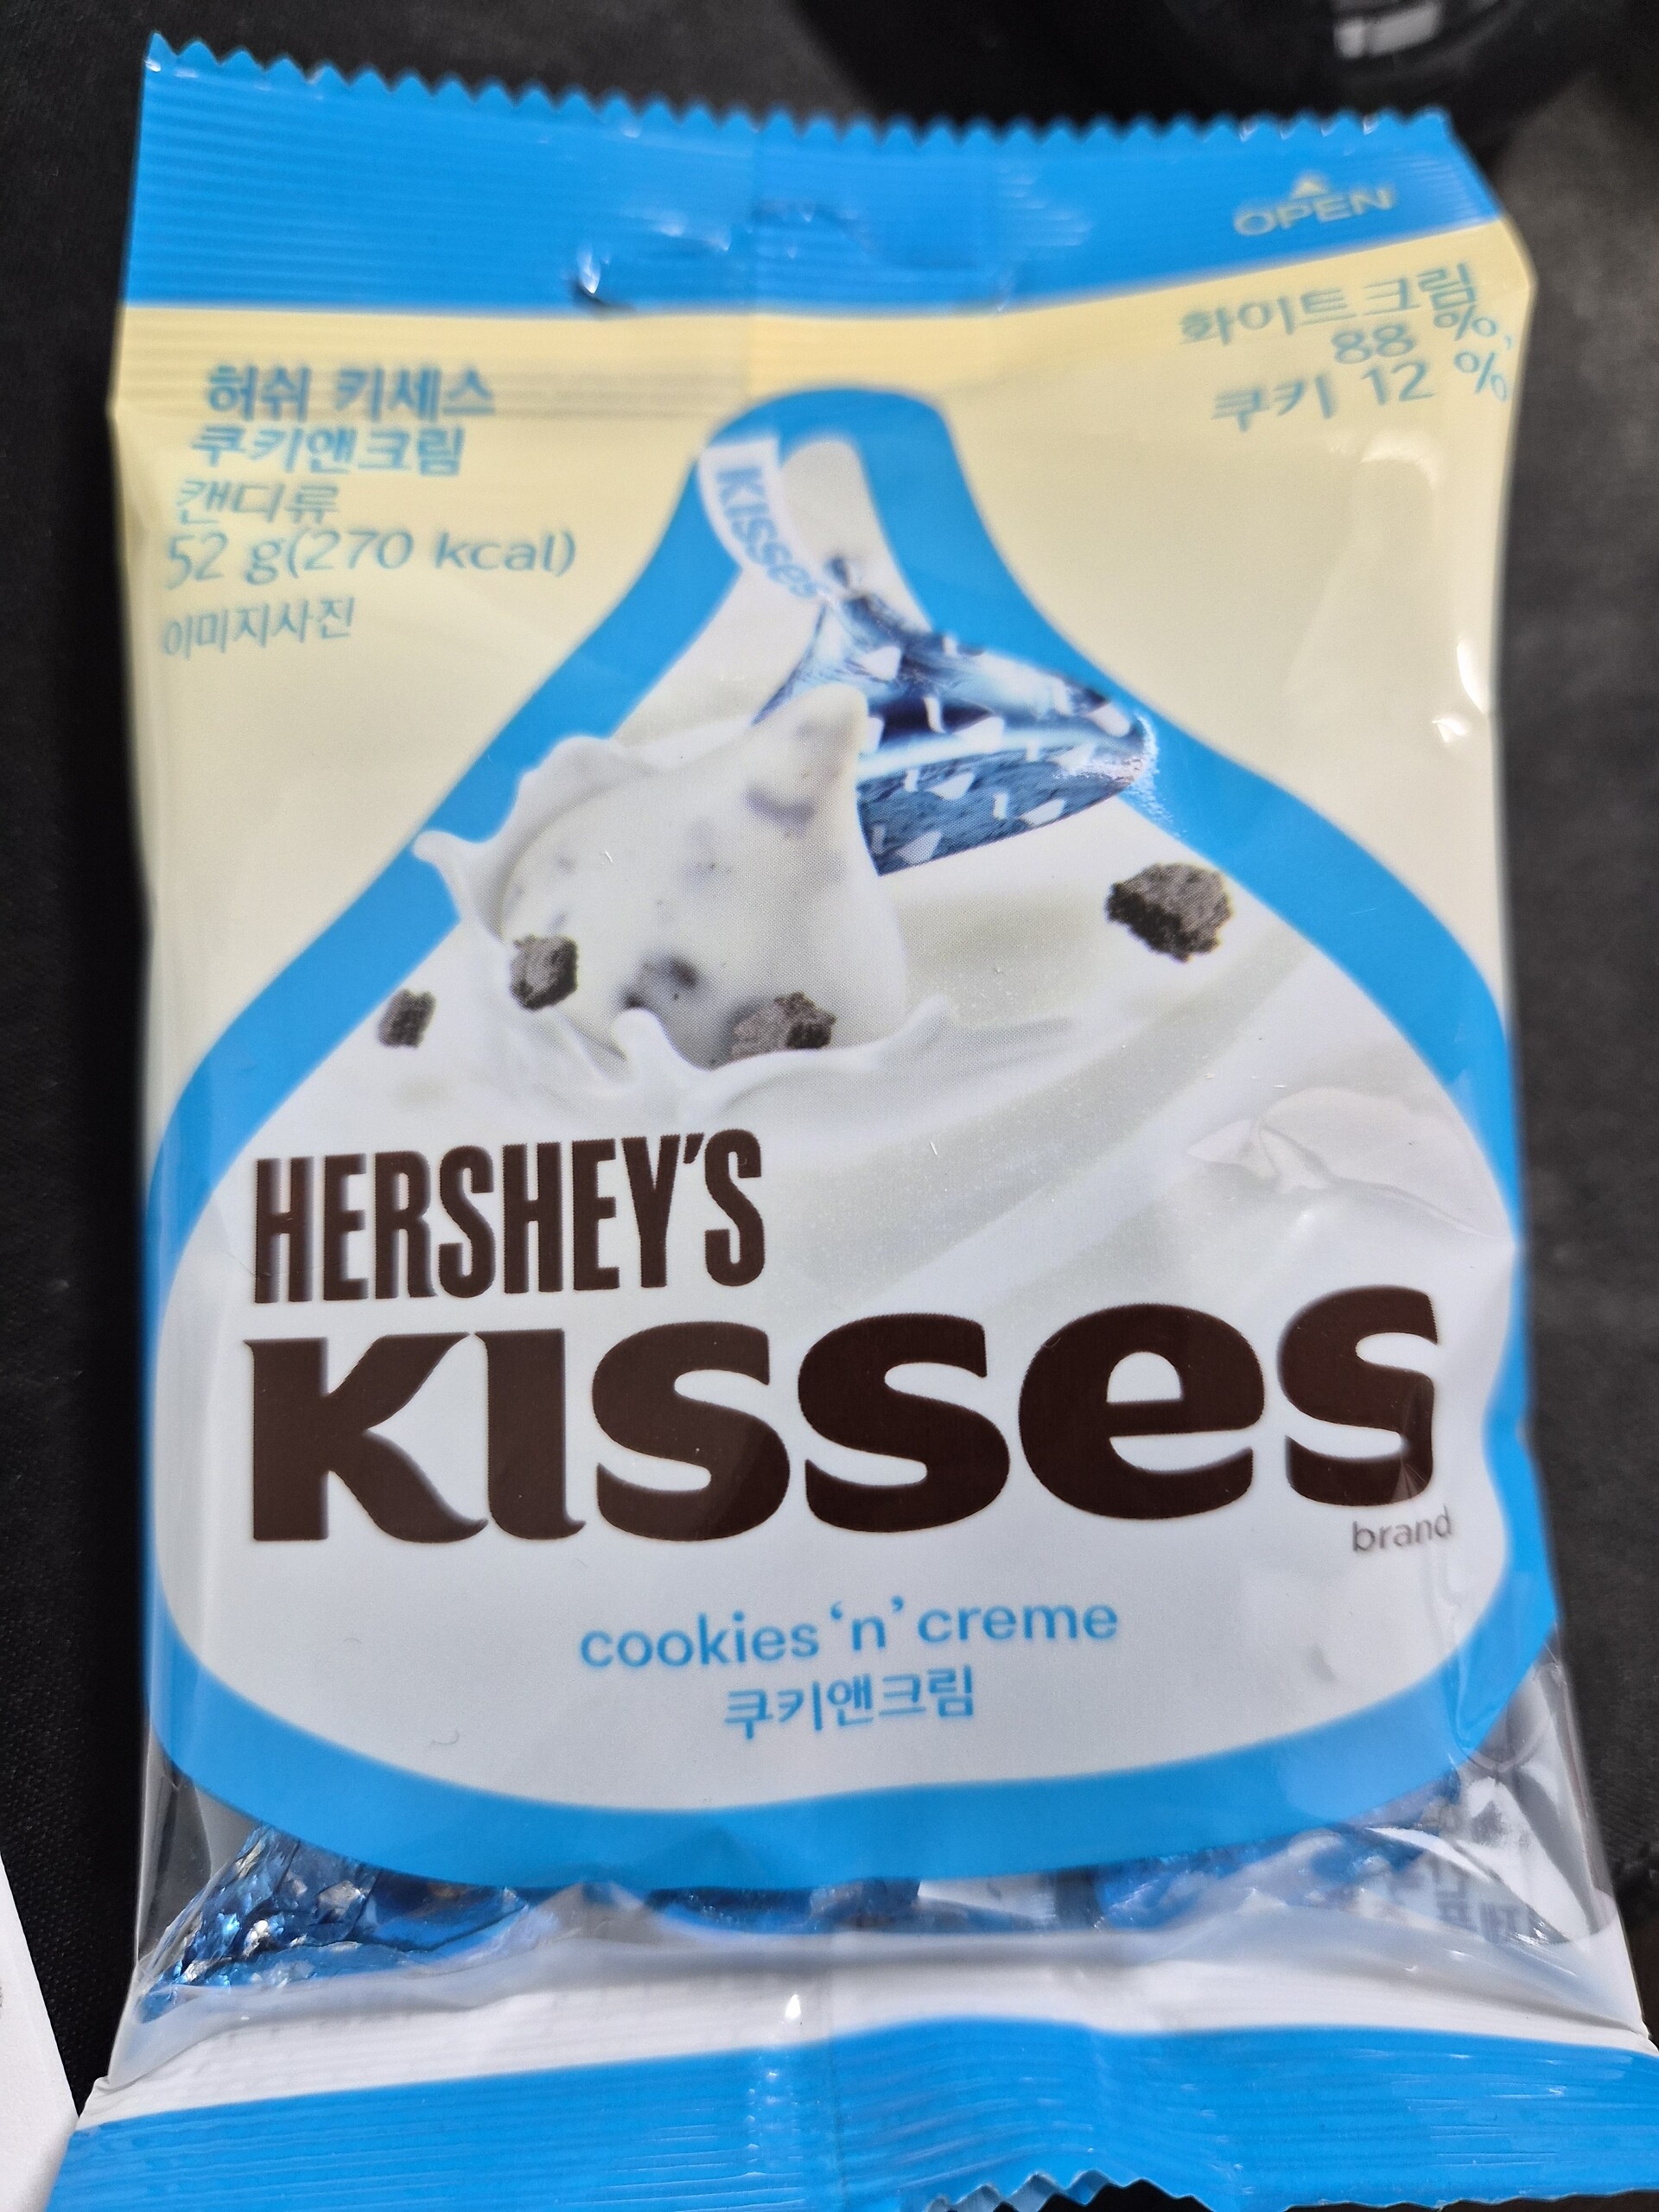 OPEN
화이트크림
88 %,
쿠키 12 %
허쉬 키세스
쿠키앤크림
캔디류
52 g(270 kcal)
이미지사진
KISSES
HERSHEY'S
KISSES
brand
cookies 'n' creme
쿠키앤크림